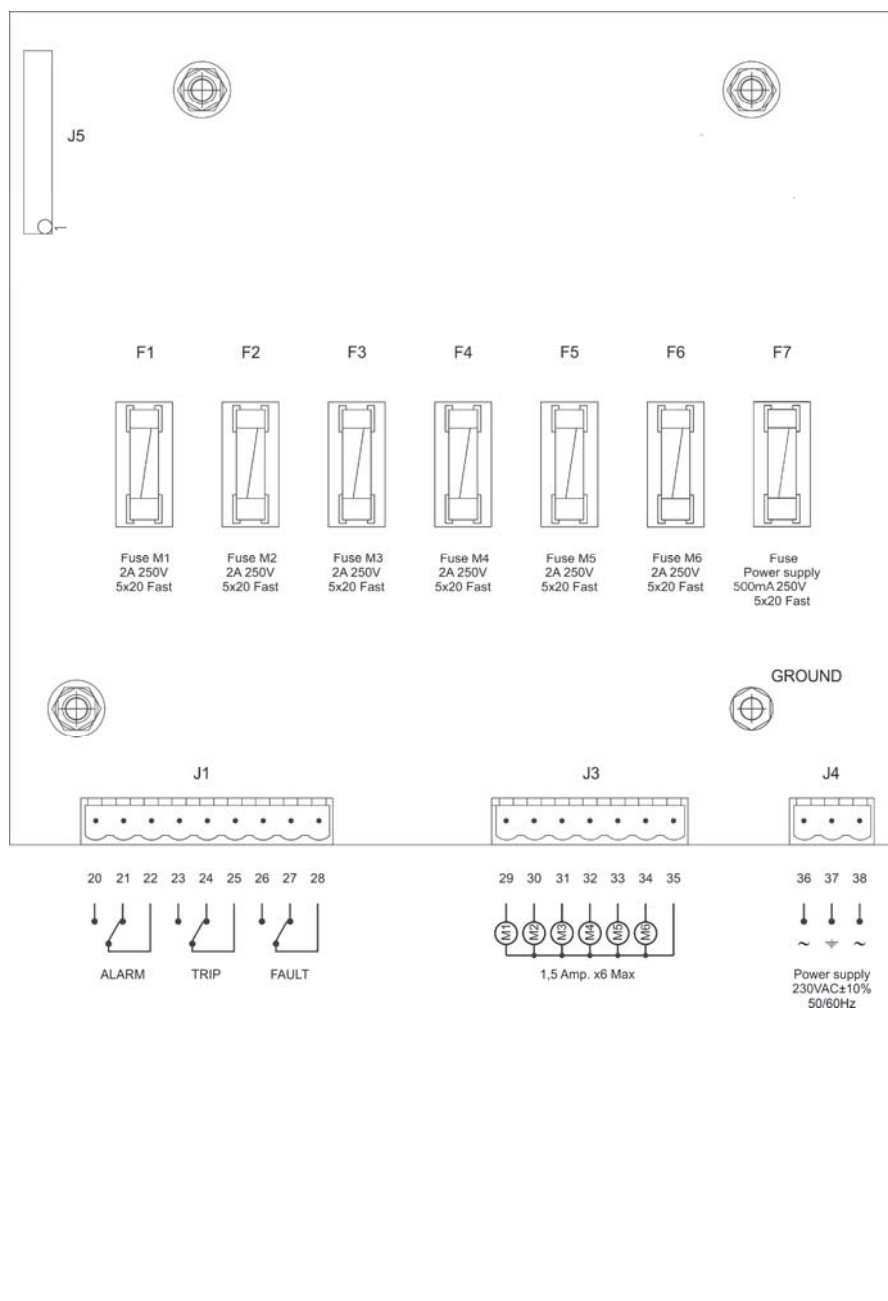 J5
1
F1 F2 F3 F4 F5 F6 F7
Fuse M1 Fuse M2 Fuse M3 Fuse M4 Fuse M5 Fuse M6 Fuse
2A 250V 2A 250V 2A 250V 2A 250V 2A 250V 2A 250V Power supply
5x20 Fast 5x20 Fast 5x20 Fast 5x20 Fast 5x20 Fast 5x20 Fast 500mA 250V
5x20 Fast
GROUND
J1 J3 J4
20 21 22 23 24 25 26 27 28 29 30 31 32 33 34 35 36 37 38
M1 M2 M3 M4 M5 M6
~ ~
ALARM TRIP FAULT 1,5 Amp. x6 Max Power supply
230VAC±10%
50/60Hz